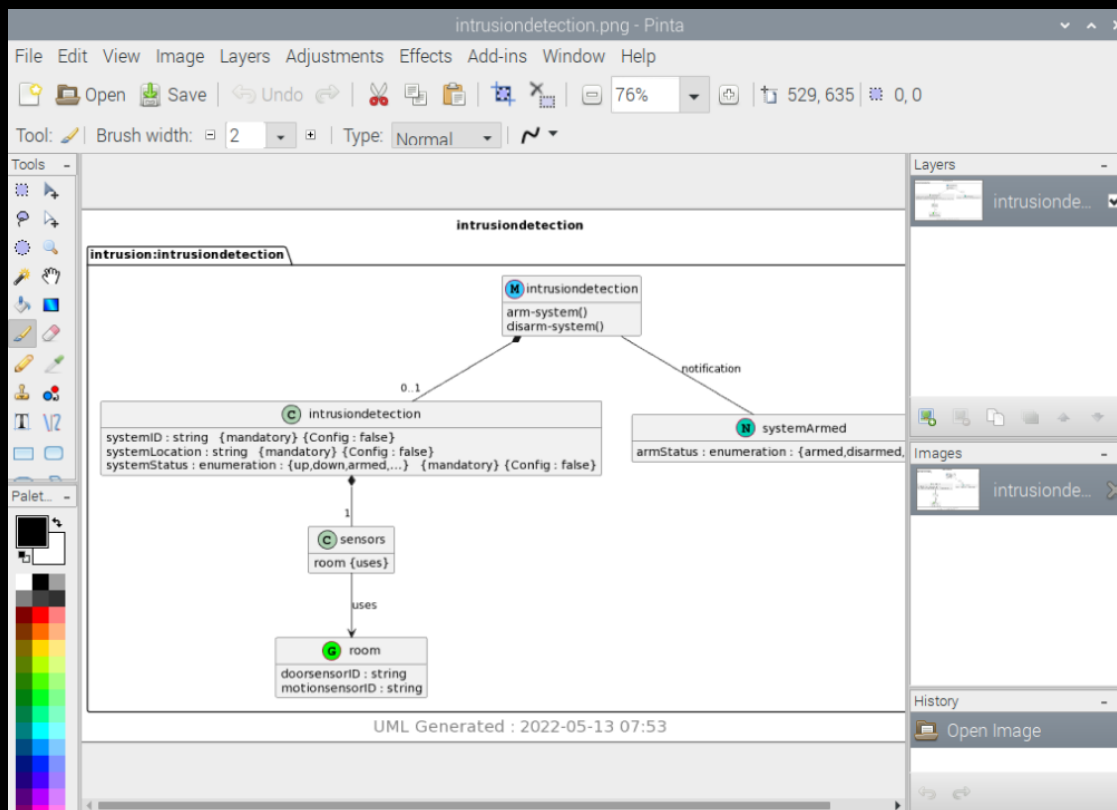 intrusiondetection.png - Pinta
File Edit View Image Layers Adjustments Effects Add-ins Window Help
Open Save Undo 76% 529, 635 0, 0
Tool: Brush width: 2 Type: Normal
Tools
Layers
intrusionde...
intrusiondetection
intrusion:intrusiondetection
M intrusiondetection
arm-system()
disarm-system()
notification
0..1
C intrusiondetection
systemID : string {mandatory} {Config : false}
systemLocation : string {mandatory} {Config : false}
systemStatus : enumeration : {up,down,armed,...} {mandatory} {Config : false}
N systemArmed
armStatus : enumeration : {armed,disarmed,
Images
intrusionde...
Palet...
1
C sensors
room {uses}
uses
G room
doorsensorID : string
motionsensorID : string
UML Generated : 2022-05-13 07:53
History
Open Image